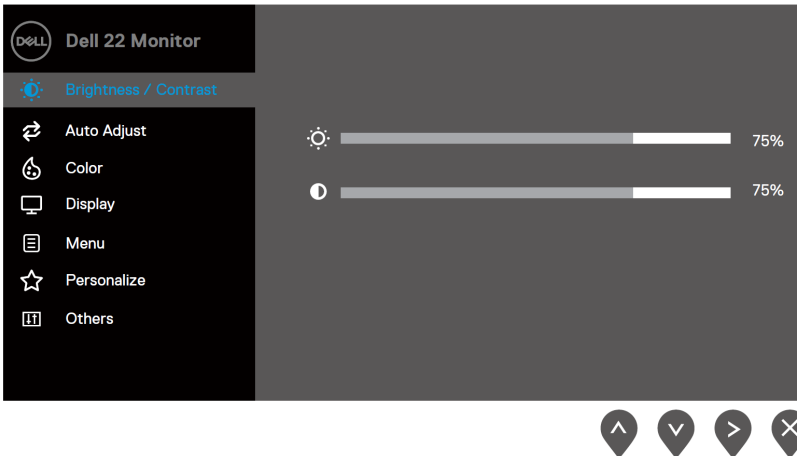 DELL
Dell 22 Monitor
Brightness / Contrast
Auto Adjust
75%
Color
Display
75%
Menu
Personalize
Others